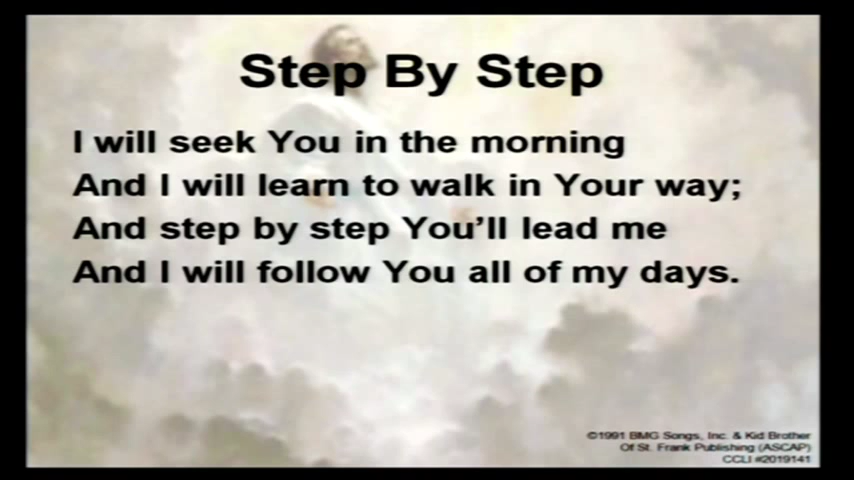 Step By Step
I will seek You in the morning
And I will learn to walk in Your way;
And step by step You'll lead me
And I will follow You all of my days.
©1991 BMG Songs, Inc. & Kid Brother
Of St. Frank Publishing (ASCAP)
CCLI #2019141